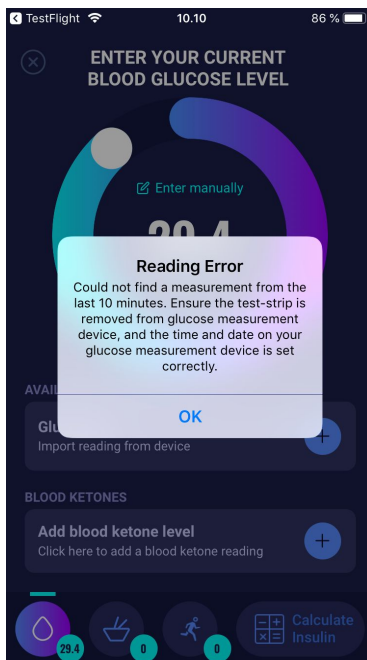 TestFlight 10.10 86 %
ENTER YOUR CURRENT
BLOOD GLUCOSE LEVEL
Enter manually
29.4
Reading Error
Could not find a measurement from the
last 10 minutes. Ensure the test-strip is
removed from glucose measurement
device, and the time and date on your
glucose measurement device is set
correctly.
OK
Import reading from device
BLOOD KETONES
Add blood ketone level
Click here to add a blood ketone reading
29.4
0
0
Calculate
Insulin